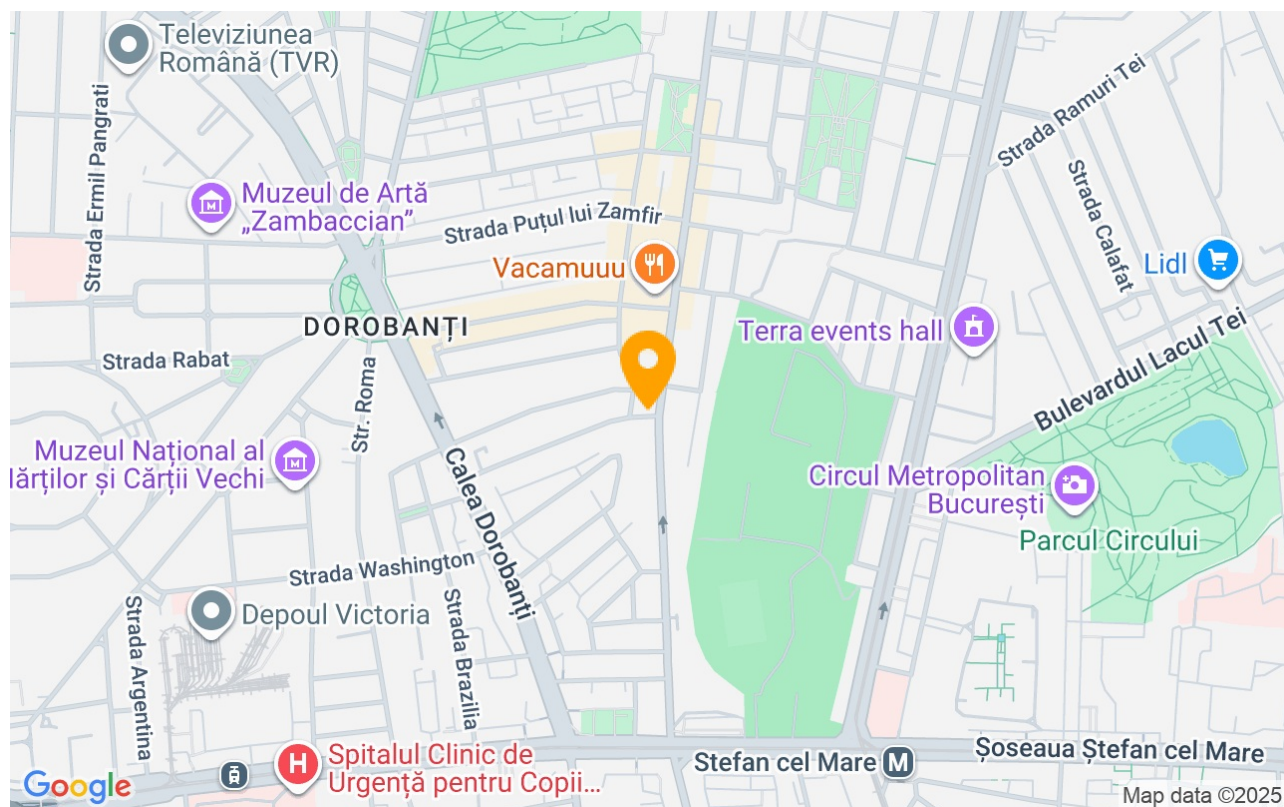 Televiziunea
Română (TVR)
Strada Ermil Pangrati
Strada Ramuri Tei
Strada Calafat
Muzeul de Artă
„Zambaccian”
Strada Puțul lui Zamfir
Vacamuuu
Lidl
DOROBANȚI
Terra events hall
Strada Rabat
Str. Roma
Bulevardul Lacul Tei
Muzeul Național al
Hărților și Cărții Vechi
Calea Dorobanți
Circul Metropolitan
București
Parcul Circului
Strada Washington
Depoul Victoria
Strada Argentina
Strada Brazilia
Spitalul Clinic de
Urgență pentru Copii...
H
Ștefan cel Mare M
Șoseaua Ștefan cel Mare
Google
Map data ©2025